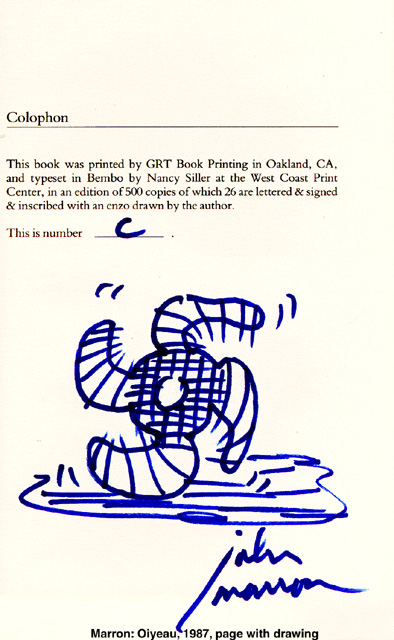 Colophon
This book was printed by GRT Book Printing in Oakland, CA,
and typeset in Bembo by Nancy Siller at the West Coast Print
Center, in an edition of 500 copies of which 26 are lettered & signed
& inscribed with an enzo drawn by the author.
This is number C .
john
marron
Marron: Oiyeau, 1987, page with drawing